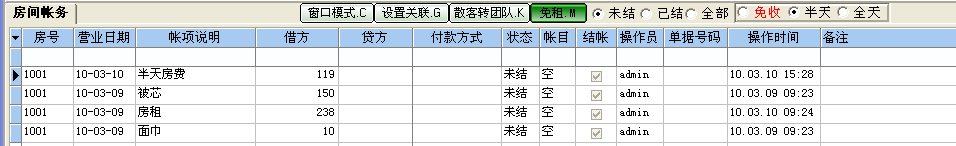 房间帐务 窗口模式.C 设置关联.G 散客转团队.K 免租.M 未结 已结 全部 免收 半天 全天
房号 营业日期 帐项说明 借方 贷方 付款方式 状态 帐目 结帐 操作员 单据号码 操作时间 备注
1001 10-03-10 半天房费 119 未结 空 admin 10.03.10 15:28
1001 10-03-09 被芯 150 未结 空 admin 10.03.09 09:23
1001 10-03-09 房租 238 未结 空 admin 10.03.10 09:24
1001 10-03-09 面巾 10 未结 空 admin 10.03.09 09:23